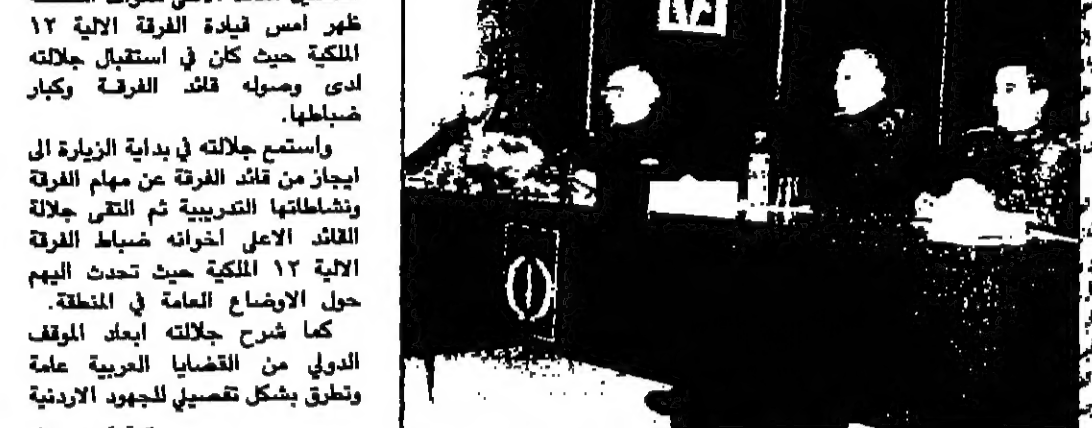 ظهر امس قيادة الفرقة الالية ١٢
الملكية حيث كان في استقبال جلالته
لدى وصوله قائد الفرقة وكبار
ضباطها.
واستمع جلالته في بداية الزيارة الى
ايجاز من قائد الفرقة عن مهام الفرقة
ونشاطاتها التدريبية ثم التقى جلالة
القائد الاعلى اخوانه ضباط الفرقة
الالية ١٢ الملكية حيث تحدث اليهم
حول الاوضاع العامة في المنطقة.
كما شرح جلالته ابعاد الموقف
الدولي من القضايا العربية عامة
وتطرق بشكل تفصيلي للجهود الاردنية